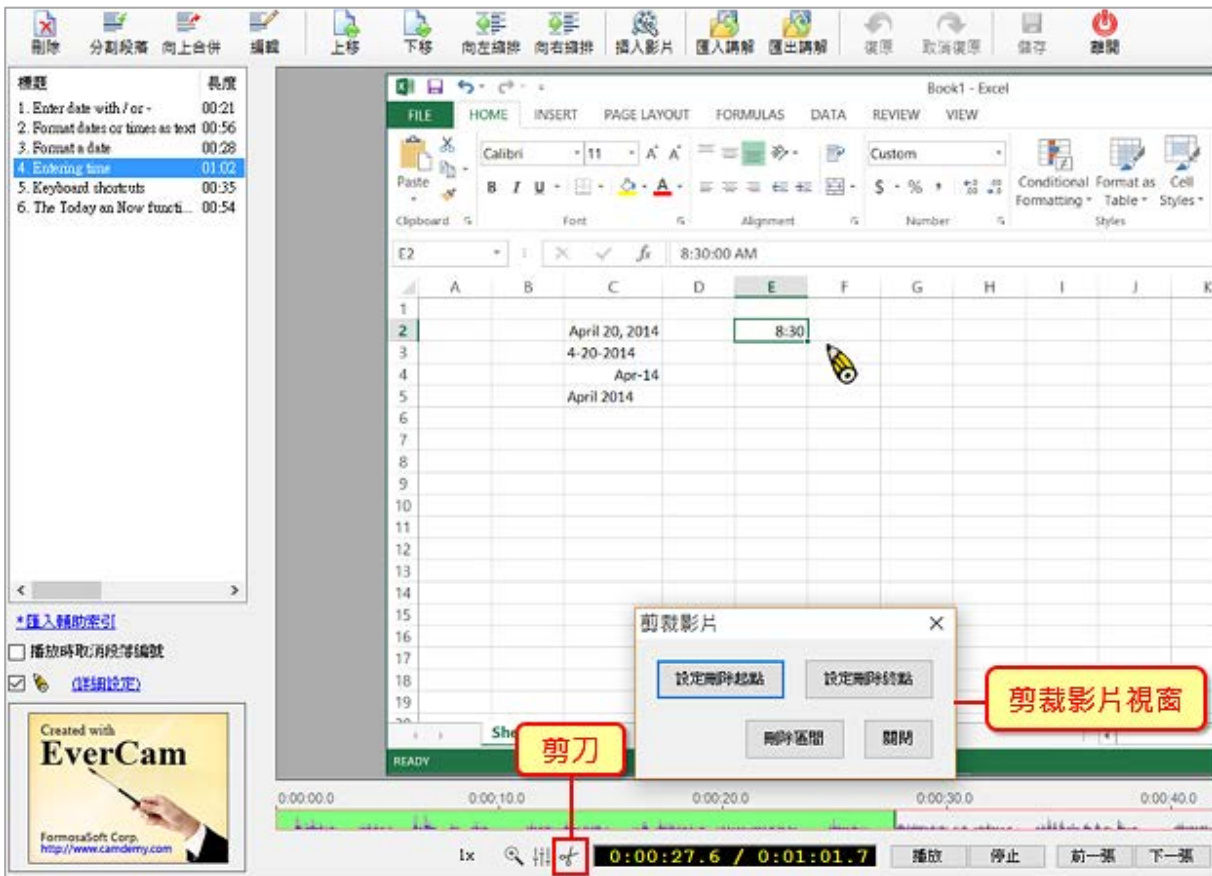 刪除 分割段落 向上合併 編輯 上移 下移 向左縮排 向右縮排 插入影片 匯入講解 匯出講解 復原 取消復原 儲存 離開
標題 長度
1. Enter date with / or - 00:21
2. Format dates or times as text 00:56
3. Format a date 00:28
4. Entering time 01:02
5. Keyboard shortcuts 00:35
6. The Today an Now functi... 00:54
*匯入輔助索引
播放時取消段落編號
(詳細設定)
Created with
EverCam
FormosaSoft Corp.
http://www.camdemy.com
Book1 - Excel
FILE HOME INSERT PAGE LAYOUT FORMULAS DATA REVIEW VIEW
Calibri 11 A A Custom
Paste B I U A $ - % , Conditional Format as Cell
Formatting Table Styles
Clipboard Font Alignment Number Styles
E2 fx 8:30:00 AM
A B C D E F G H I J K
1
2 April 20, 2014 8:30
3 4-20-2014
4 Apr-14
5 April 2014
6
7
8
9
10
11
12
13
14
15
16
17
18
19
剪裁影片
設定刪除起點 設定刪除終點
刪除區間 關閉
剪裁影片視窗
She
剪刀
READY
0:00:00.0 0:00:10.0 0:00:20.0 0:00:30.0 0:00:40.0
1x 0:00:27.6 / 0:01:01.7 播放 停止 前一張 下一張